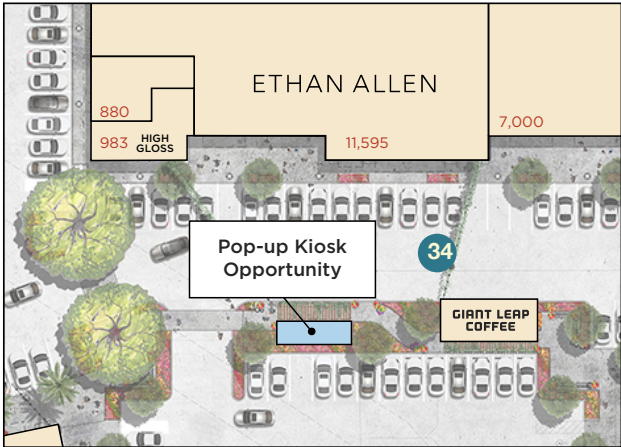 ETHAN ALLEN
880
7,000
983 HIGH
GLOSS
11,595
Pop-up Kiosk
Opportunity
34
GIANT LEAP
COFFEE